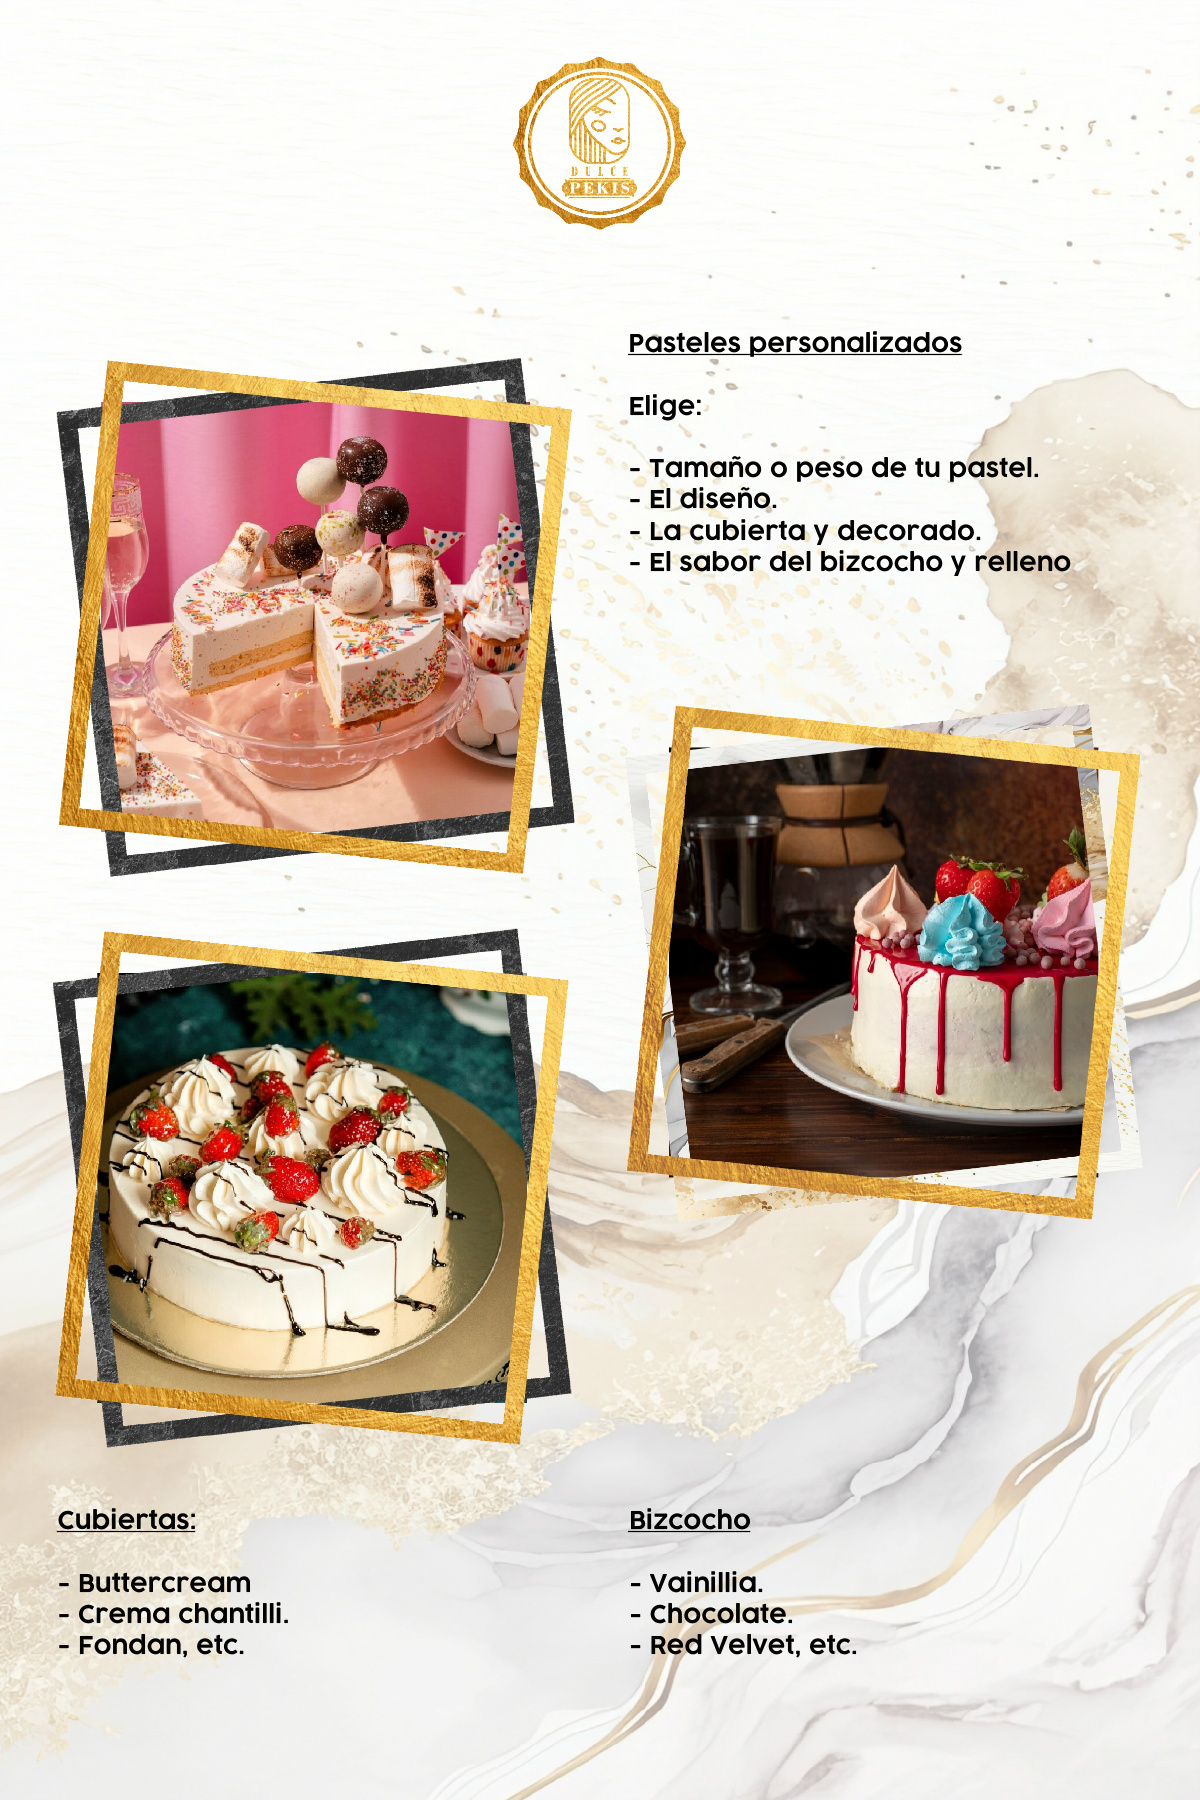 DULCE
PEKIS
Pasteles personalizados
Elige:
- Tamaño o peso de tu pastel.
- El diseño.
- La cubierta y decorado.
- El sabor del bizcocho y relleno
Cubiertas:
- Buttercream
- Crema chantilli.
- Fondan, etc.
Bizcocho
- Vainillia.
- Chocolate.
- Red Velvet, etc.